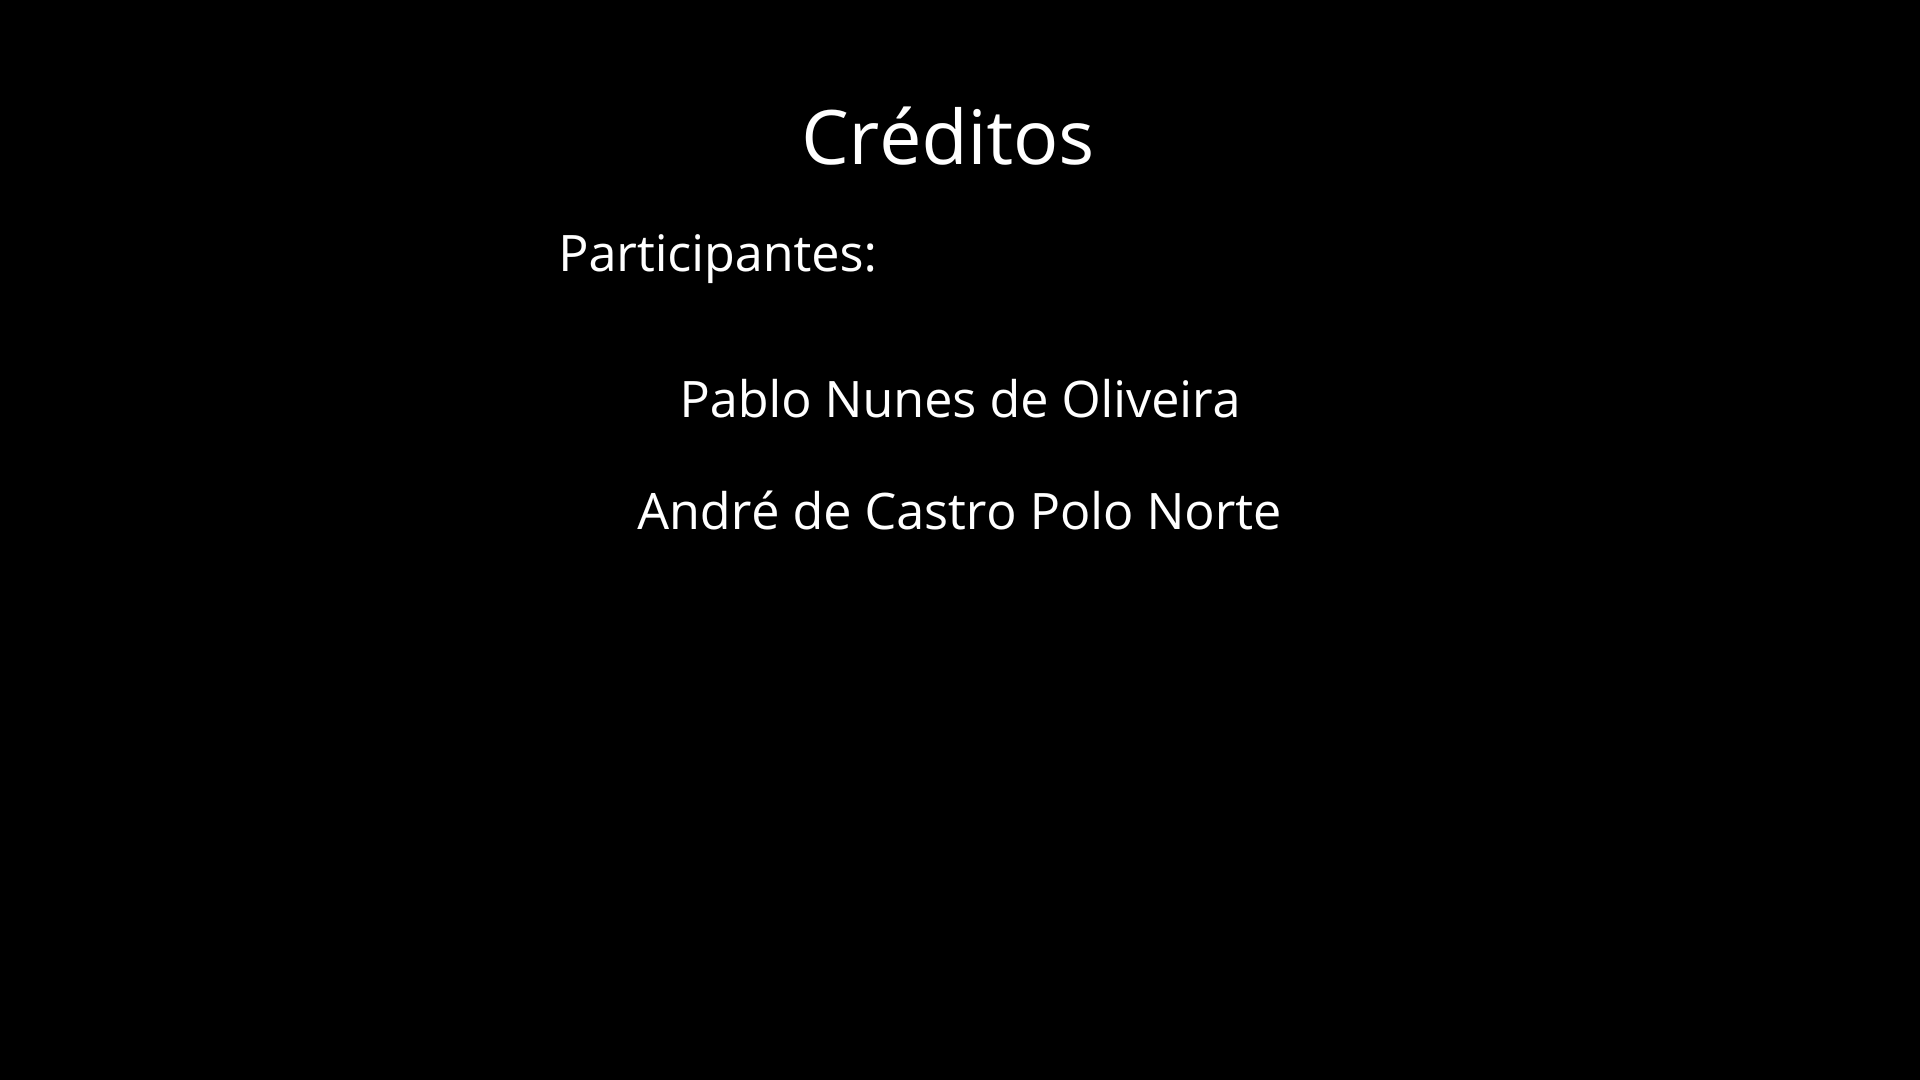 Créditos
Participantes:
Pablo Nunes de Oliveira
André de Castro Polo Norte